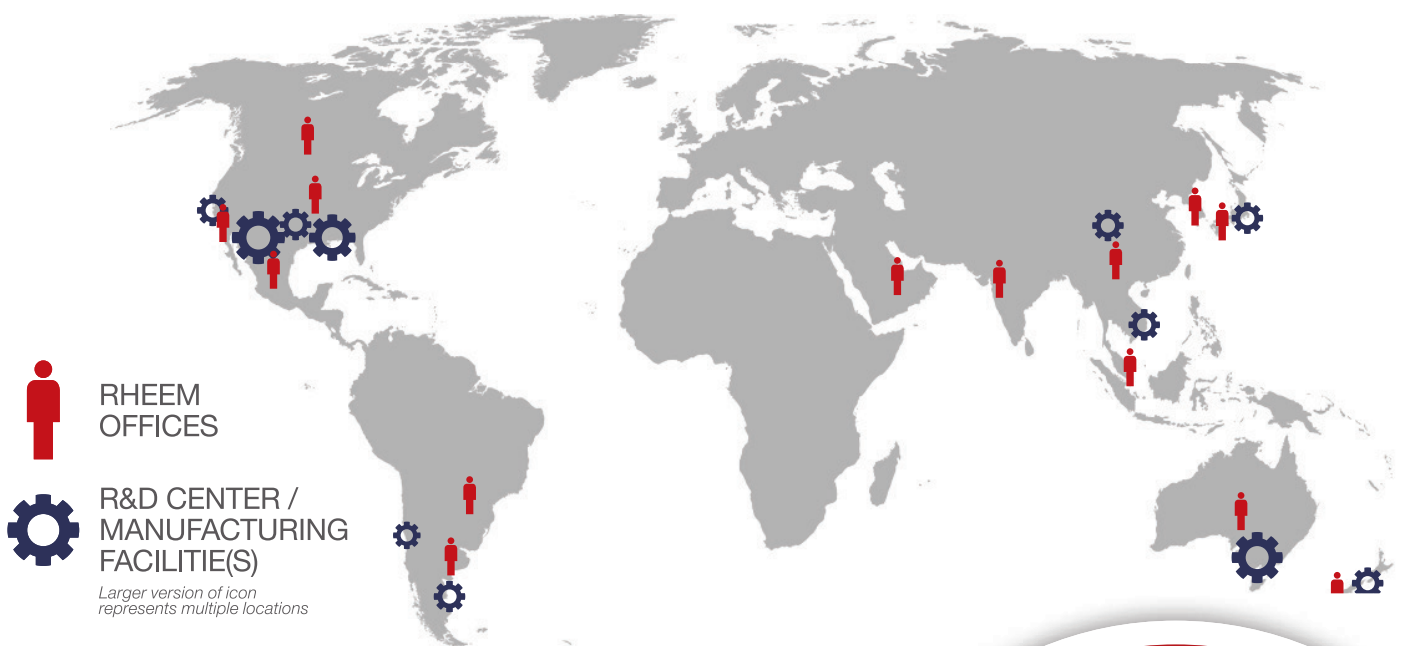 RHEEM
OFFICES
R&D CENTER /
MANUFACTURING
FACILITIE(S)
Larger version of icon
represents multiple locations